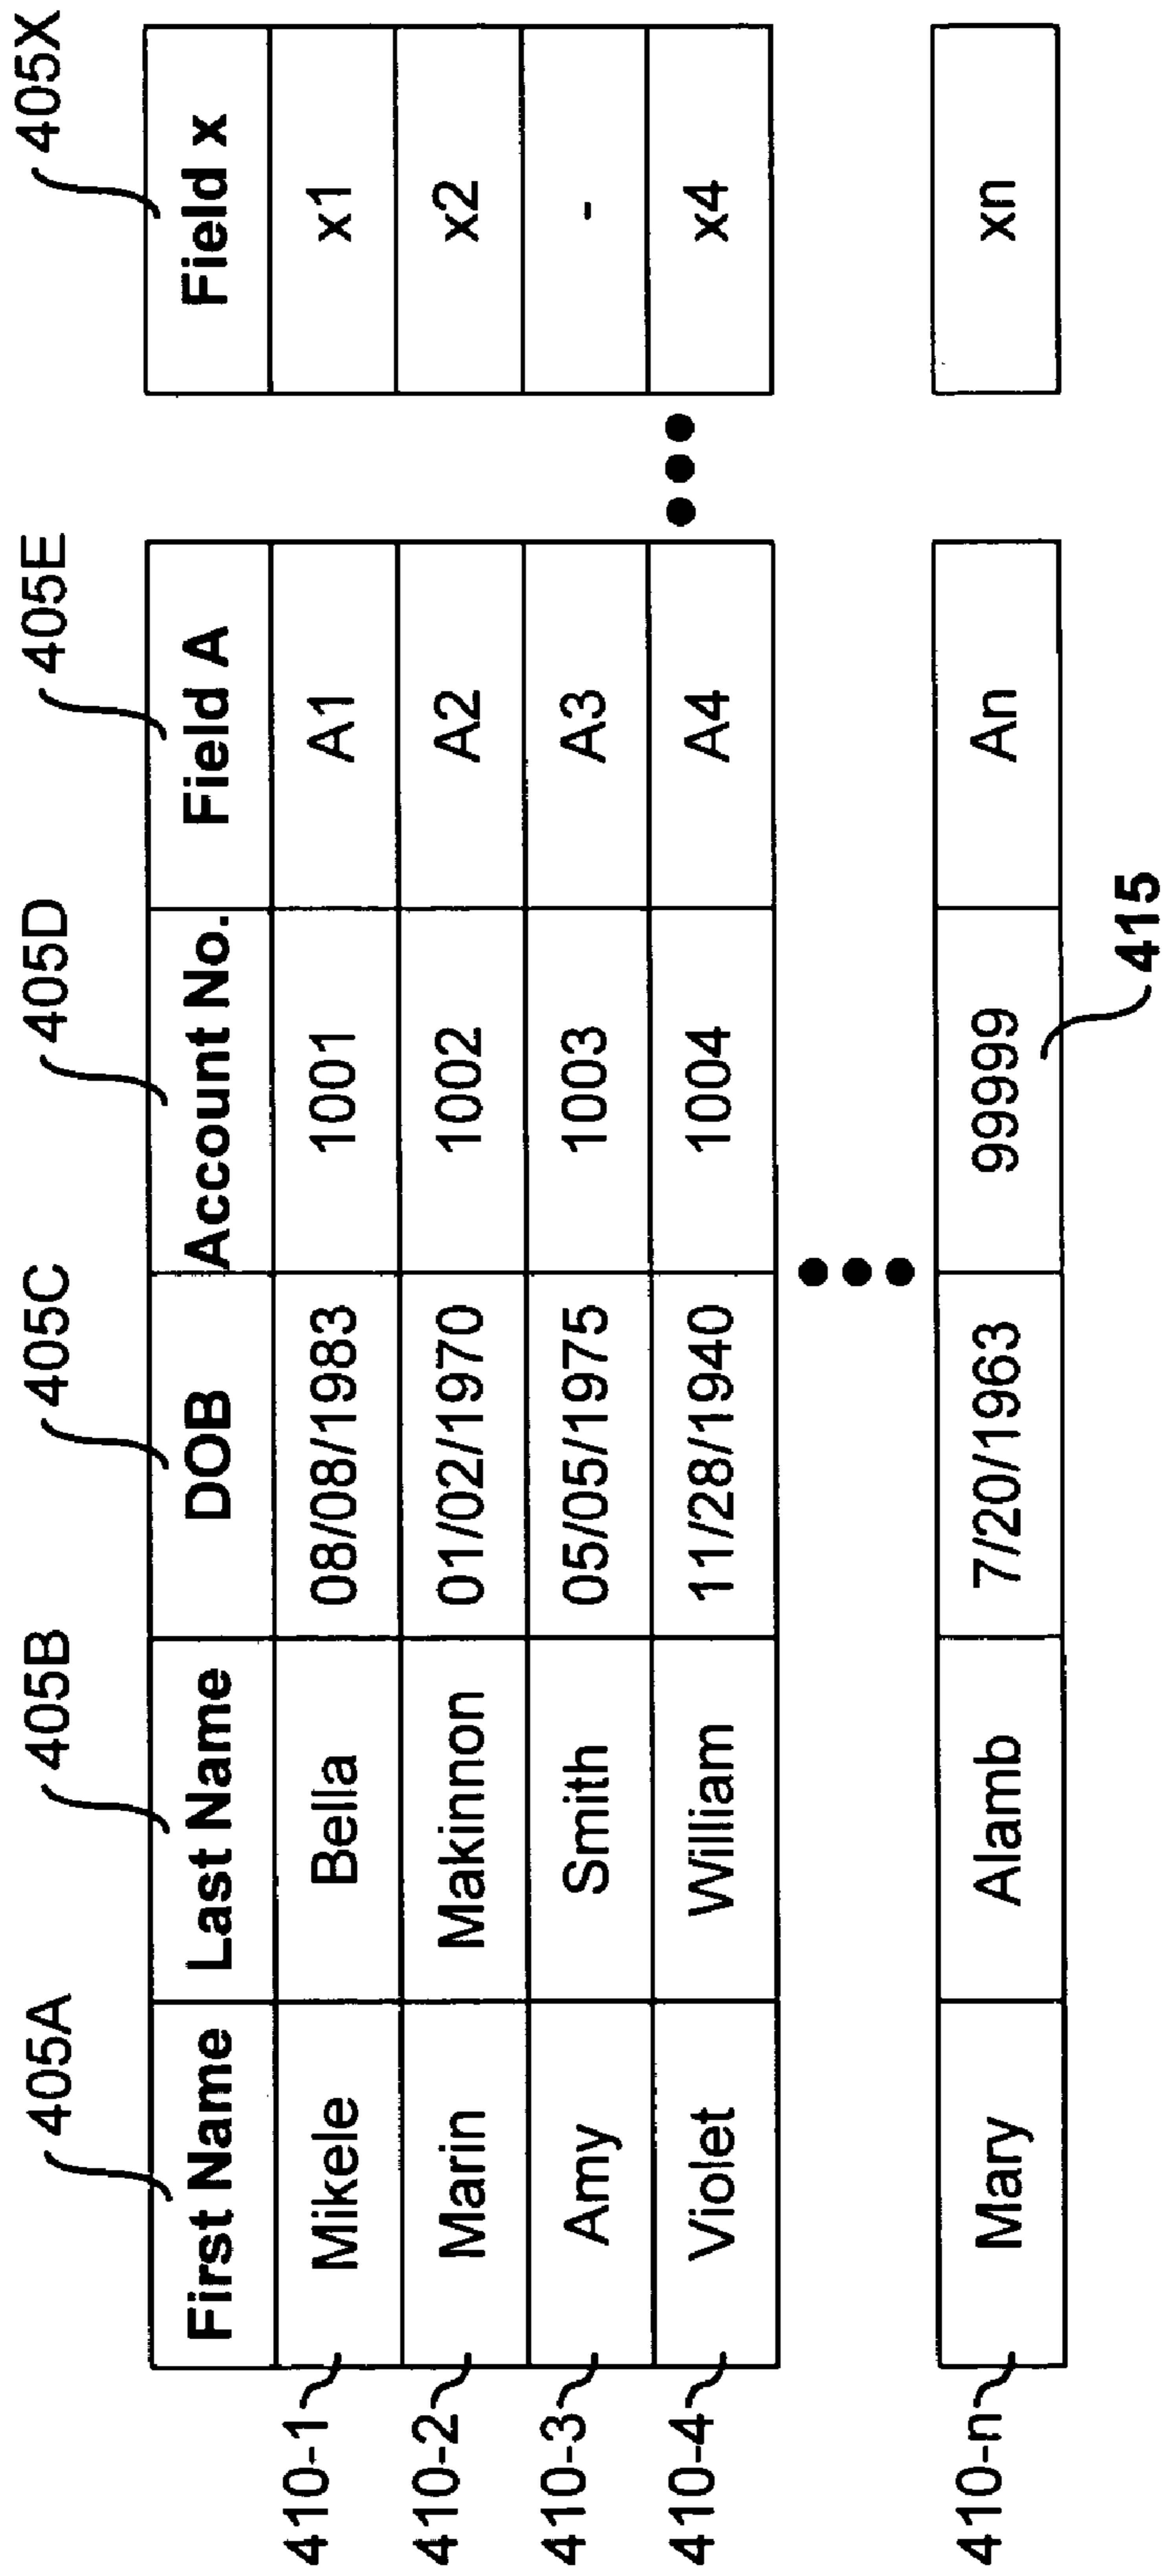 405A 405B 405C 405D 405E 405X
First Name Last Name DOB Account No. Field A Field x
410-1 Mikele Bella 08/08/1983 1001 A1 x1
410-2 Marin Makinnon 01/02/1970 1002 A2 x2
410-3 Amy Smith 05/05/1975 1003 A3 -
410-4 Violet William 11/28/1940 1004 A4 x4
410-n Mary Alamb 7/20/1963 99999 An xn
415